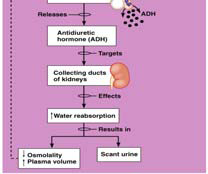 Releases
ADH
Antidiuretic
hormone (ADH)
Targets
Collecting ducts
of kidneys
Effects
↑Water reabsorption
Results in
↓ Osmolality
↑ Plasma volume
Scant urine